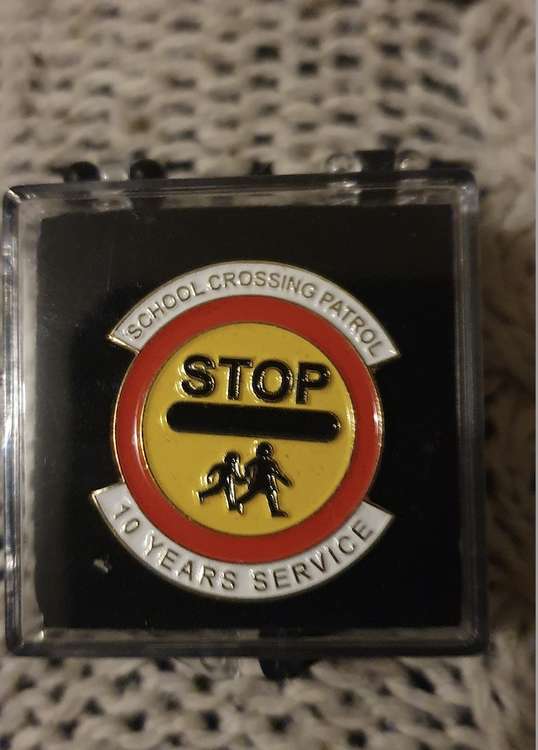 SCHOOL CROSSING PATROL
STOP
10 YEARS SERVICE